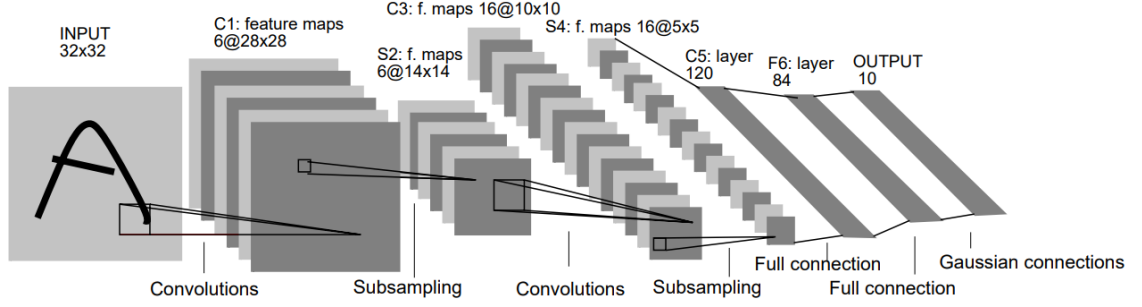 INPUT
32x32
C1: feature maps
6@28x28
S2: f. maps
6@14x14
C3: f. maps 16@10x10
S4: f. maps 16@5x5
C5: layer
120
F6: layer
84
OUTPUT
10
Convolutions
Subsampling
Convolutions
Subsampling
Full connection
Full connection
Gaussian connections